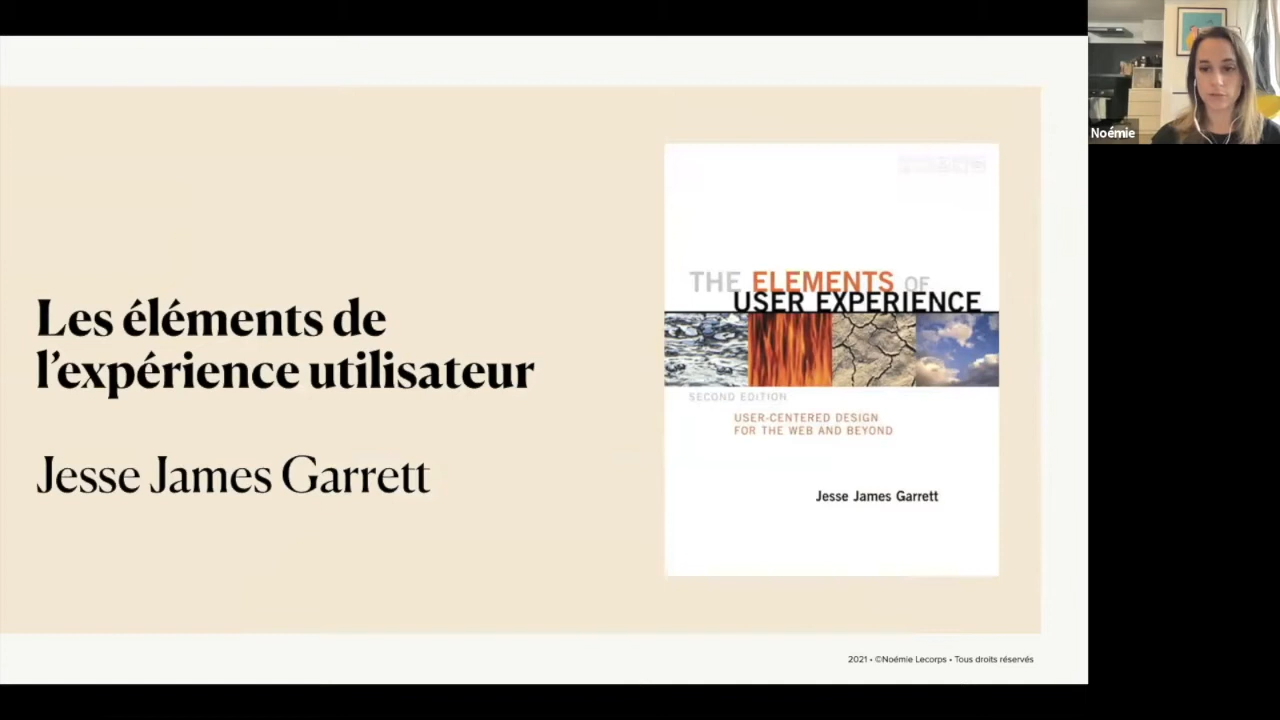 Les éléments de
l’expérience utilisateur
Jesse James Garrett
THE ELEMENTS OF
USER EXPERIENCE
SECOND EDITION
USER-CENTERED DESIGN
FOR THE WEB AND BEYOND
Jesse James Garrett
2021 • ©Noémie Lecorps • Tous droits réservés
Noémie